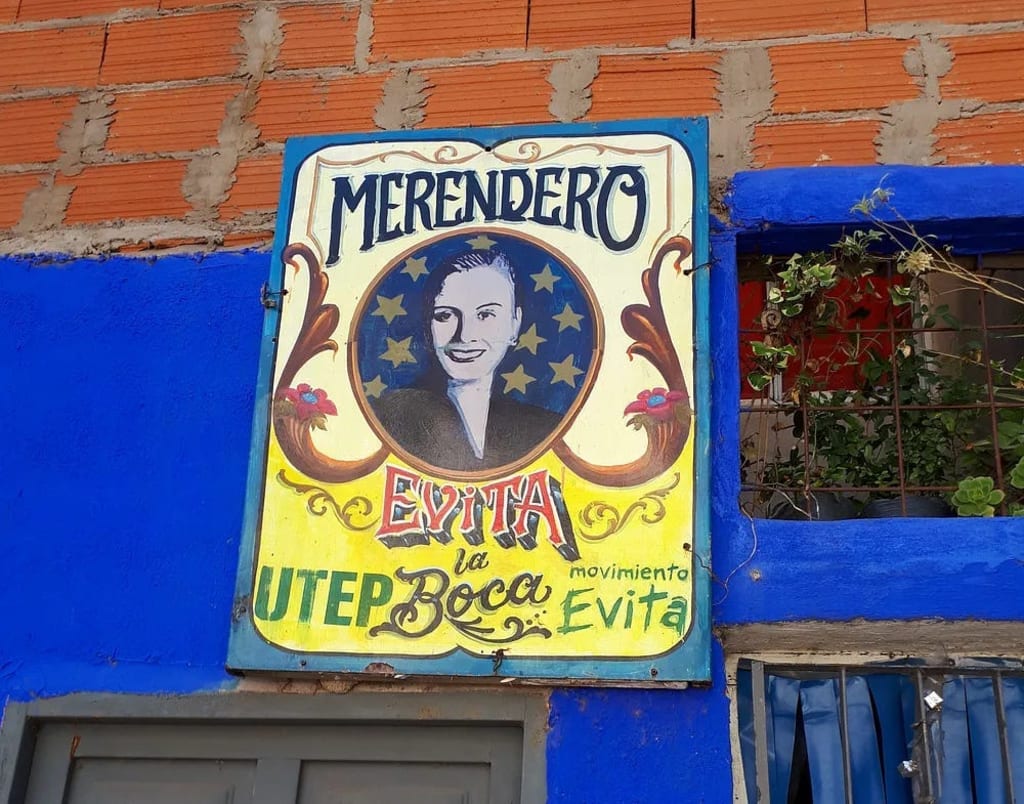 MERENDERO
EVITA
la
UTEP Boca movimiento
Evita